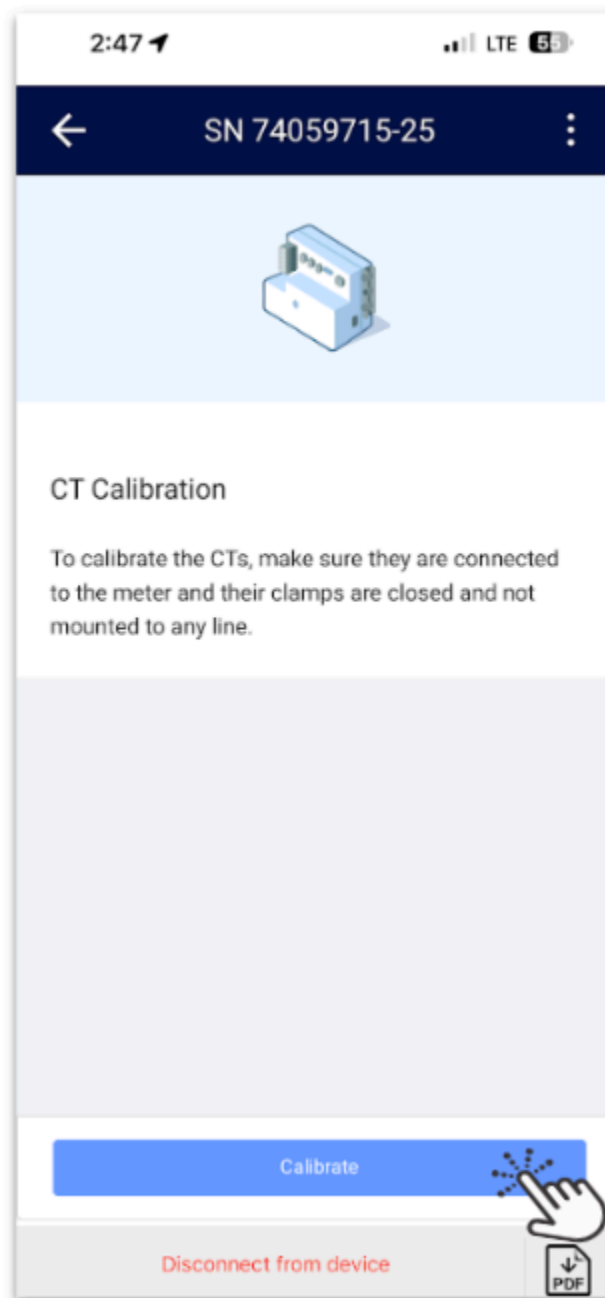 2:47 LTE 55
SN 74059715-25
CT Calibration
To calibrate the CTs, make sure they are connected
to the meter and their clamps are closed and not
mounted to any line.
Calibrate
Disconnect from device
PDF